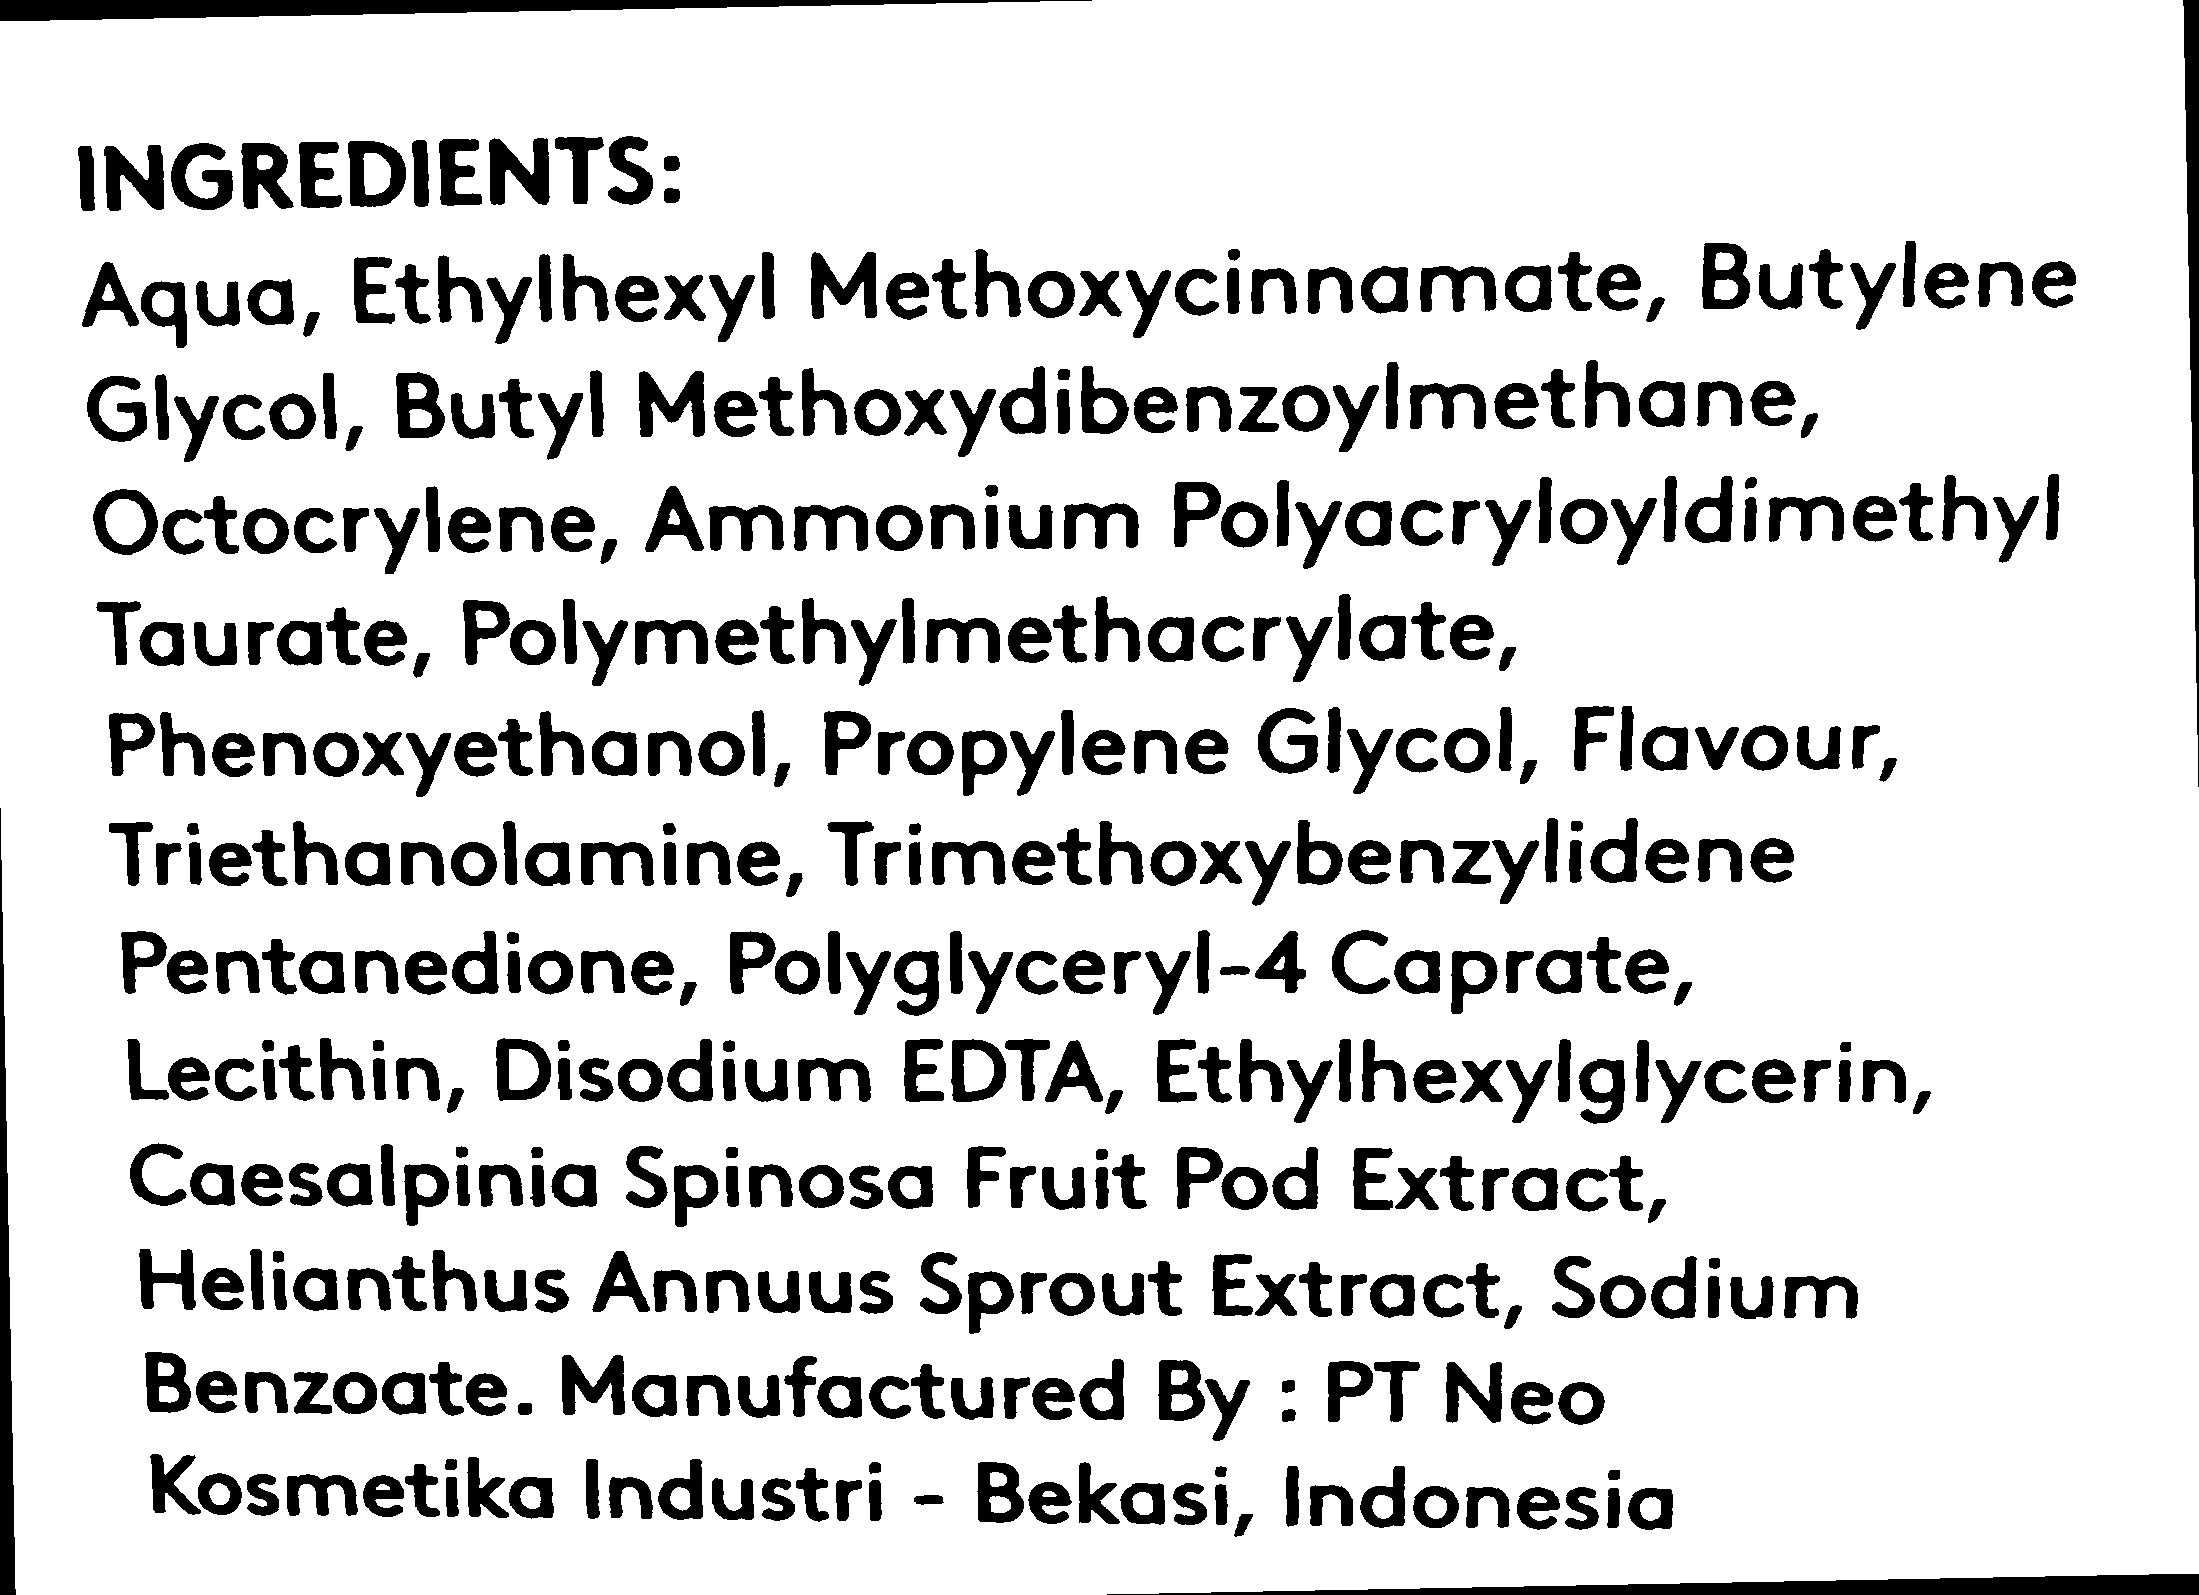 INGREDIENTS:
Aqua, Ethylhexyl Methoxycinnamate, Butylene
Glycol, Butyl Methoxydibenzoylmethane,
Octocrylene, Ammonium Polyacryloyldimethyl
Taurate, Polymethylmethacrylate,
Phenoxyethanol, Propylene Glycol, Flavour,
Triethanolamine, Trimethoxybenzylidene
Pentanedione, Polyglyceryl-4 Caprate,
Lecithin, Disodium EDTA, Ethylhexylglycerin,
Caesalpinia Spinosa Fruit Pod Extract,
Helianthus Annuus Sprout Extract, Sodium
Benzoate. Manufactured By : PT Neo
Kosmetika Industri - Bekasi, Indonesia